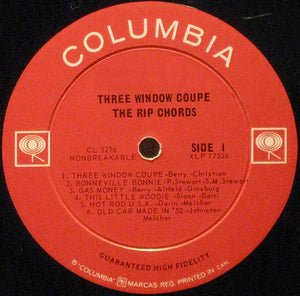 COLUMBIA
THREE WINDOW COUPE
THE RIP CHORDS
CL 2216
NONBREAKABLE
SIDE 1
XLP 77526
1. THREE WINDOW COUPE -Berry -Christian
2. BONNEVILLE BONNIE -P. Stewart -S.M. Stewart
3. GAS MONEY -Berry -Altfeld -Ginsburg
4. THIS LITTLE WOODIE -Sloan -Barri
5. HOT ROD U.S.A. -Darin -Melcher
6. OLD CAR MADE IN '52 -Johnston
Melcher
GUARANTEED HIGH FIDELITY
® "COLUMBIA", MARCAS REG. PRINTED IN CAN